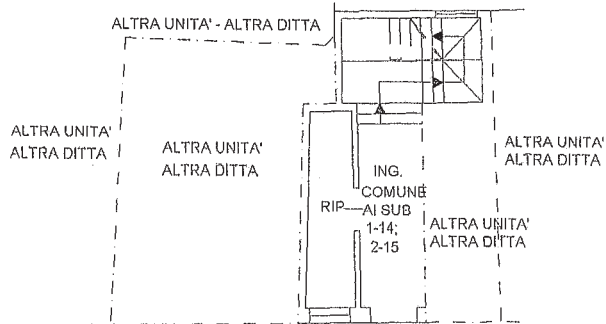 ALTRA UNITA' - ALTRA DITTA
ALTRA UNITA'
ALTRA DITTA
ALTRA UNITA'
ALTRA DITTA
ALTRA UNITA'
ALTRA DITTA
ING.
COMUNE
RIP AI SUB
1-14;
2-15
ALTRA UNITA'
ALTRA DITTA